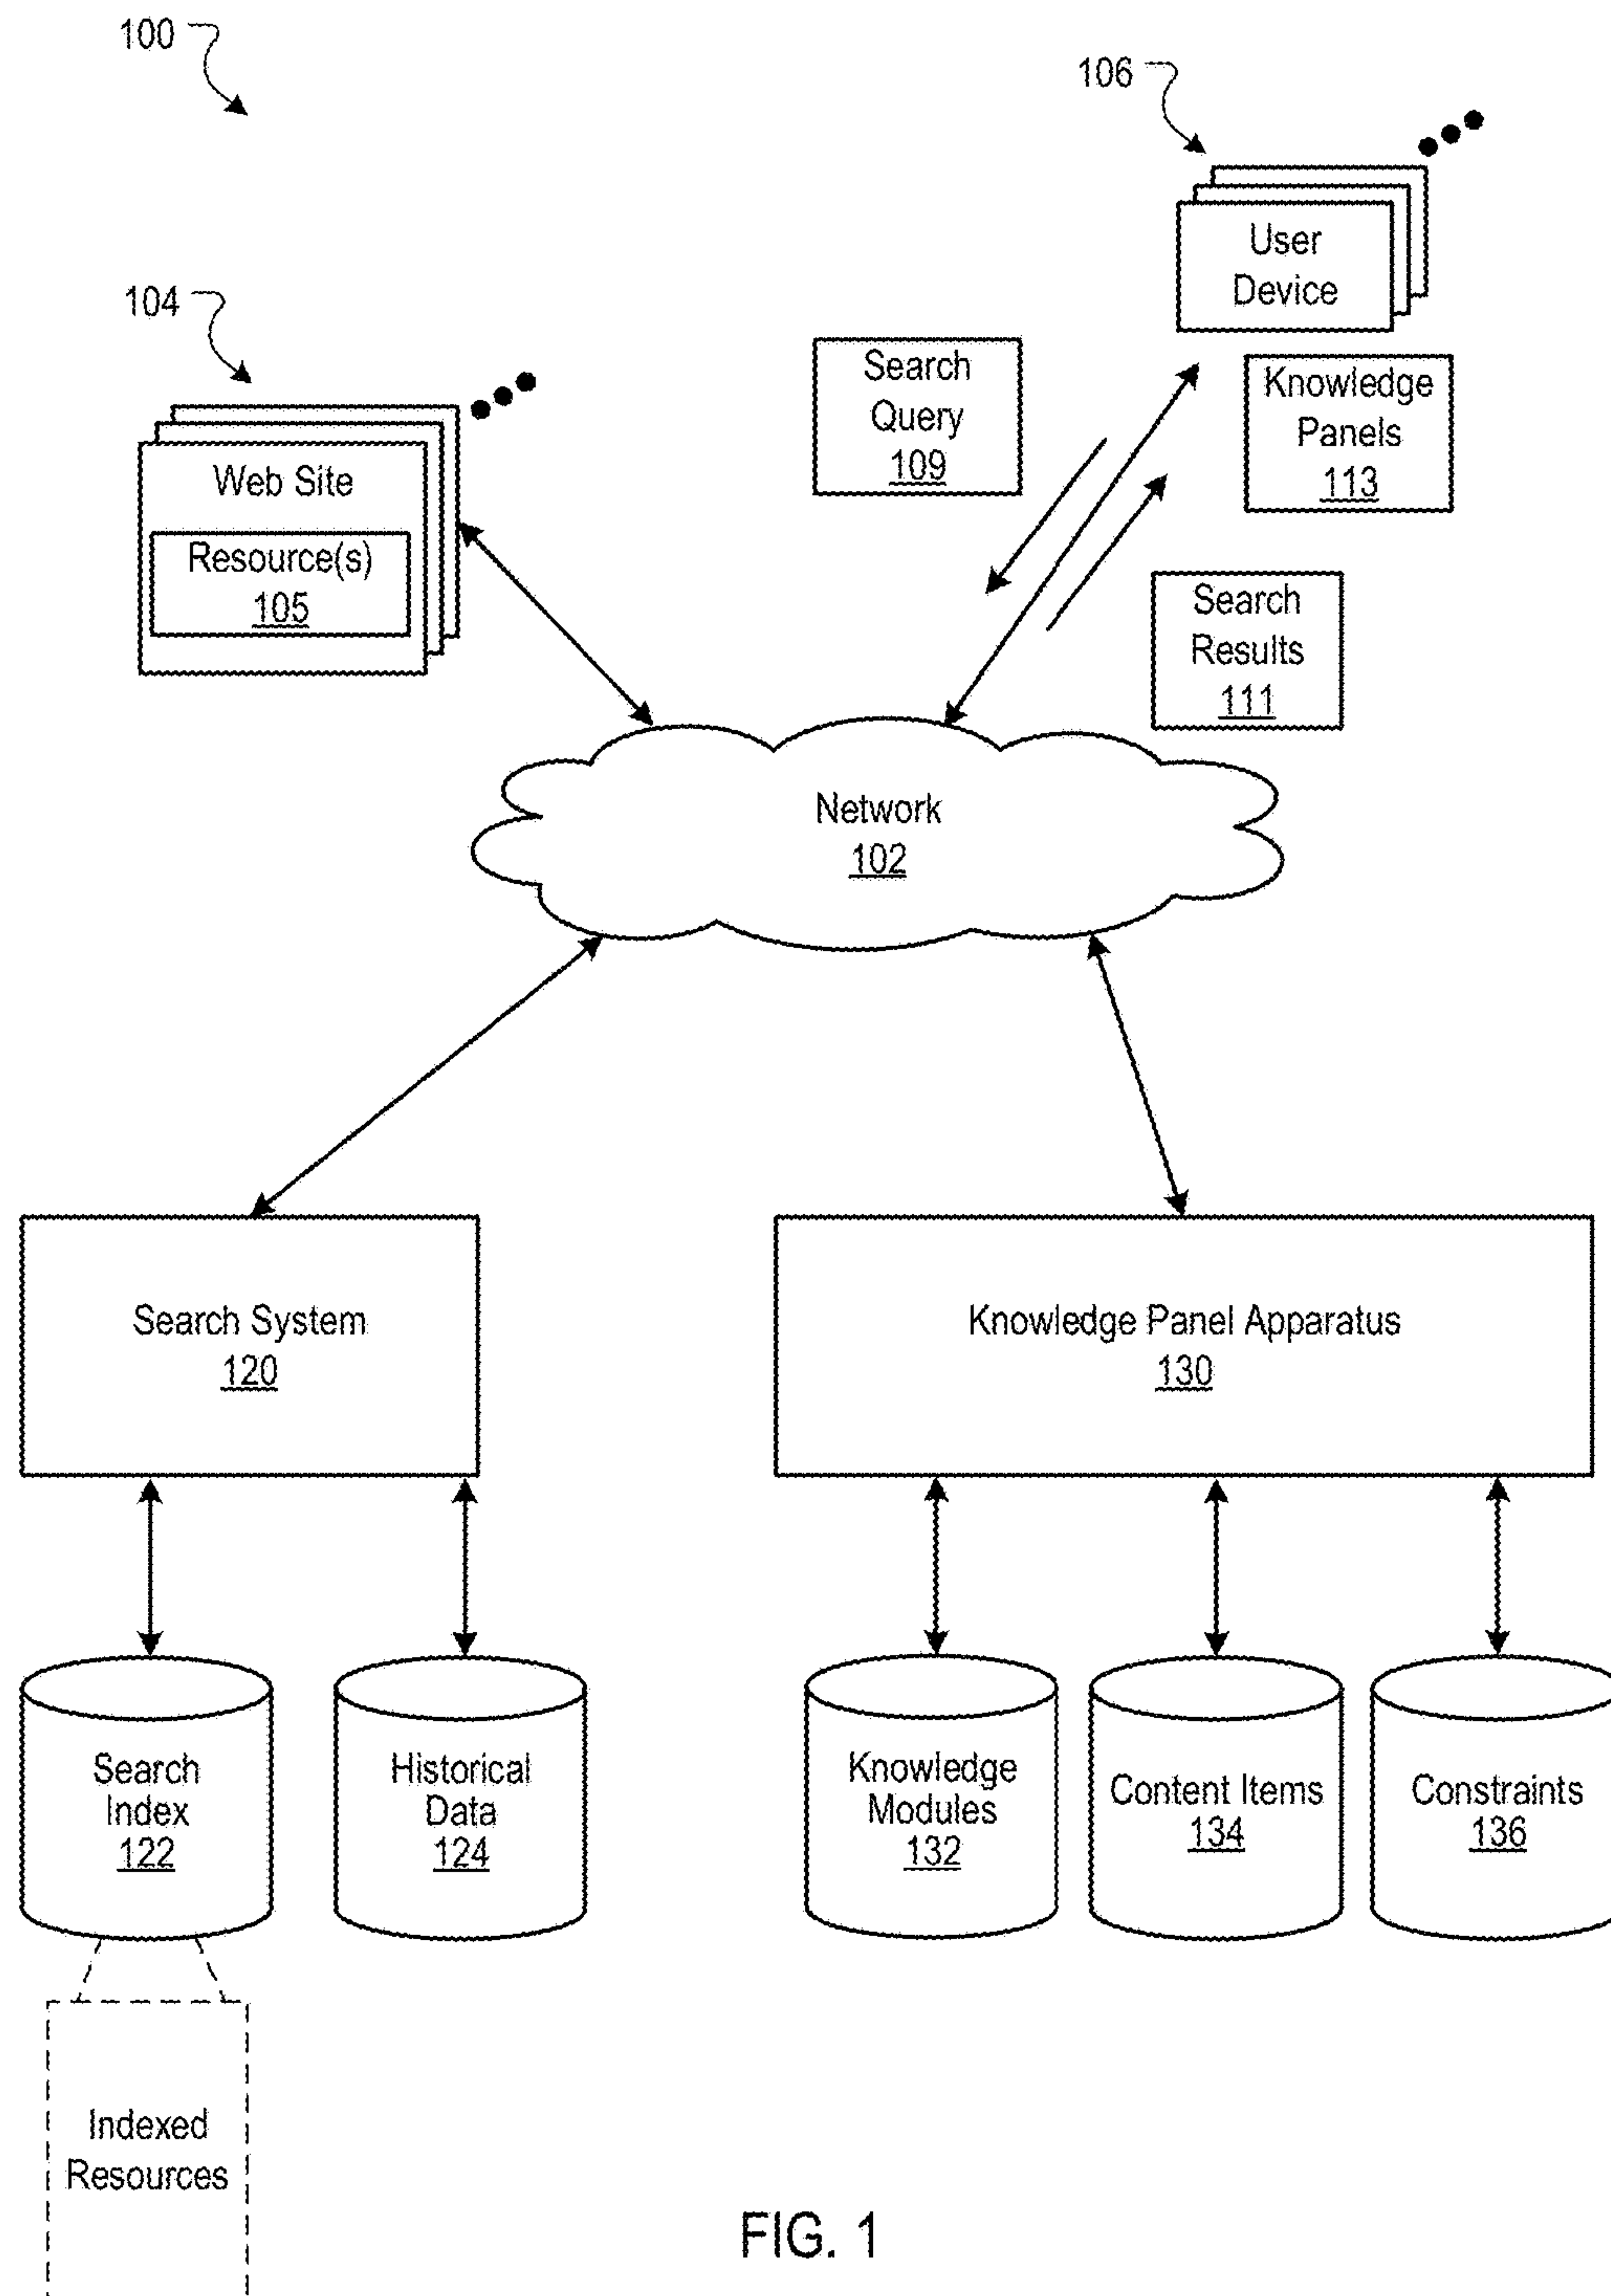 100
106
User
Device
104
Search
Query
109
Knowledge
Panels
113
Web Site
Resource(s)
105
Search
Results
111
Network
102
Search System
120
Knowledge Panel Apparatus
130
Search
Index
122
Historical
Data
124
Knowledge
Modules
132
Content Items
134
Constraints
136
Indexed
Resources
FIG. 1